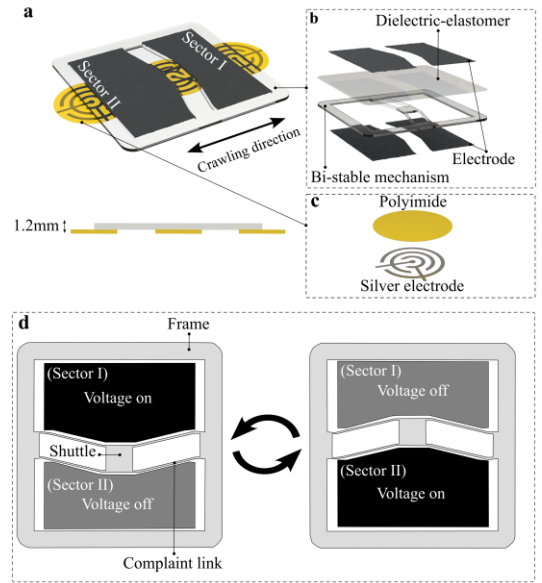 a
Sector I
Sector II
Crawling direction
1.2mm
b
Dielectric-elastomer
Electrode
Bi-stable mechanism
c
Polyimide
Silver electrode
d
Frame
(Sector I)
Voltage on
Shuttle
(Sector II)
Voltage off
Complaint link
(Sector I)
Voltage off
(Sector II)
Voltage on